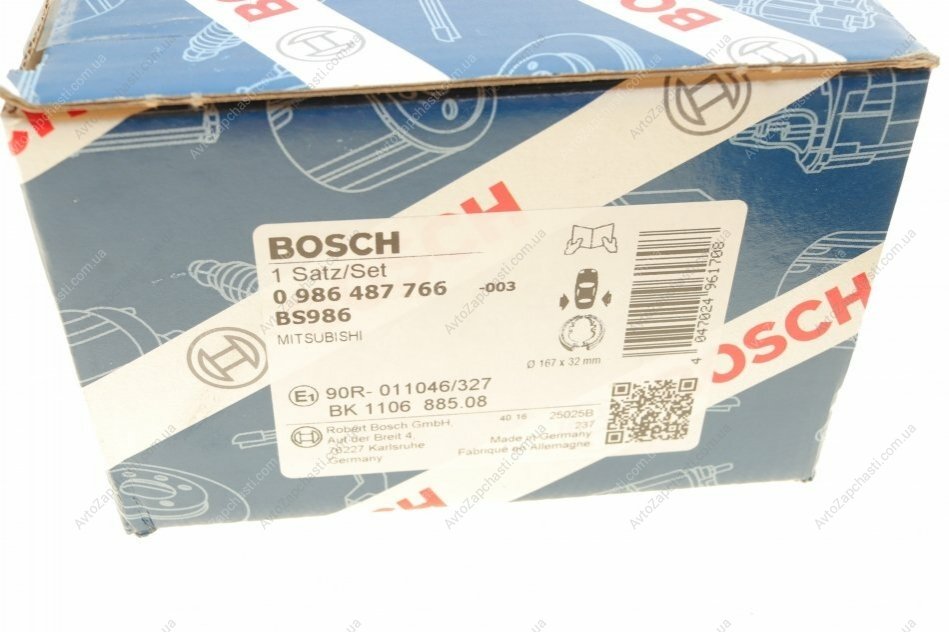 BOSCH
1 Satz/Set
0 986 487 766 -003
BS986
MITSUBISHI
Ø 167 x 32 mm
4 047024 961708
E1 90R- 011046/327
BK 1106 885.08
Robert Bosch GmbH
Auf der Breit 4
76227 Karlsruhe
Germany
40 16 25025B
237
Made in Germany
Fabriqué en Allemagne
BOSCH
AvtoZapchasti.com.ua